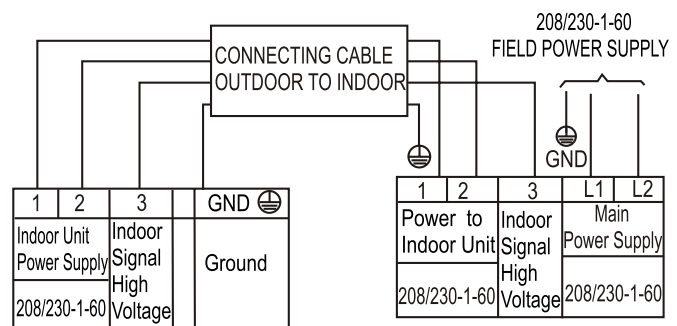 208/230-1-60
FIELD POWER SUPPLY
CONNECTING CABLE
OUTDOOR TO INDOOR
GND
1 2 3 GND
Indoor Unit
Power Supply
208/230-1-60
Indoor
Signal
High
Voltage
Ground
1 2 3 L1 L2
Power to
Indoor Unit
208/230-1-60
Indoor
Signal
High
Voltage
Main
Power Supply
208/230-1-60